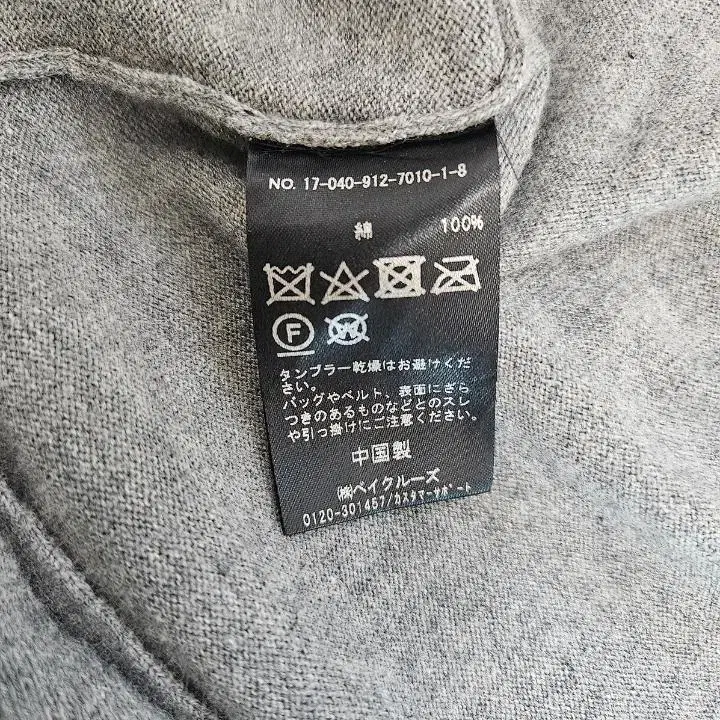 NO. 17-040-912-7010-1-8
100%
F W
タンブラー乾燥はお避けくだ
さい。
バッグやベルト、表面にざら
つきのあるものなどとのスレ
や引っ掛けにご注意ください。
中国製
㈱ベイクルーズ
0120-301457/カスタマーサポート